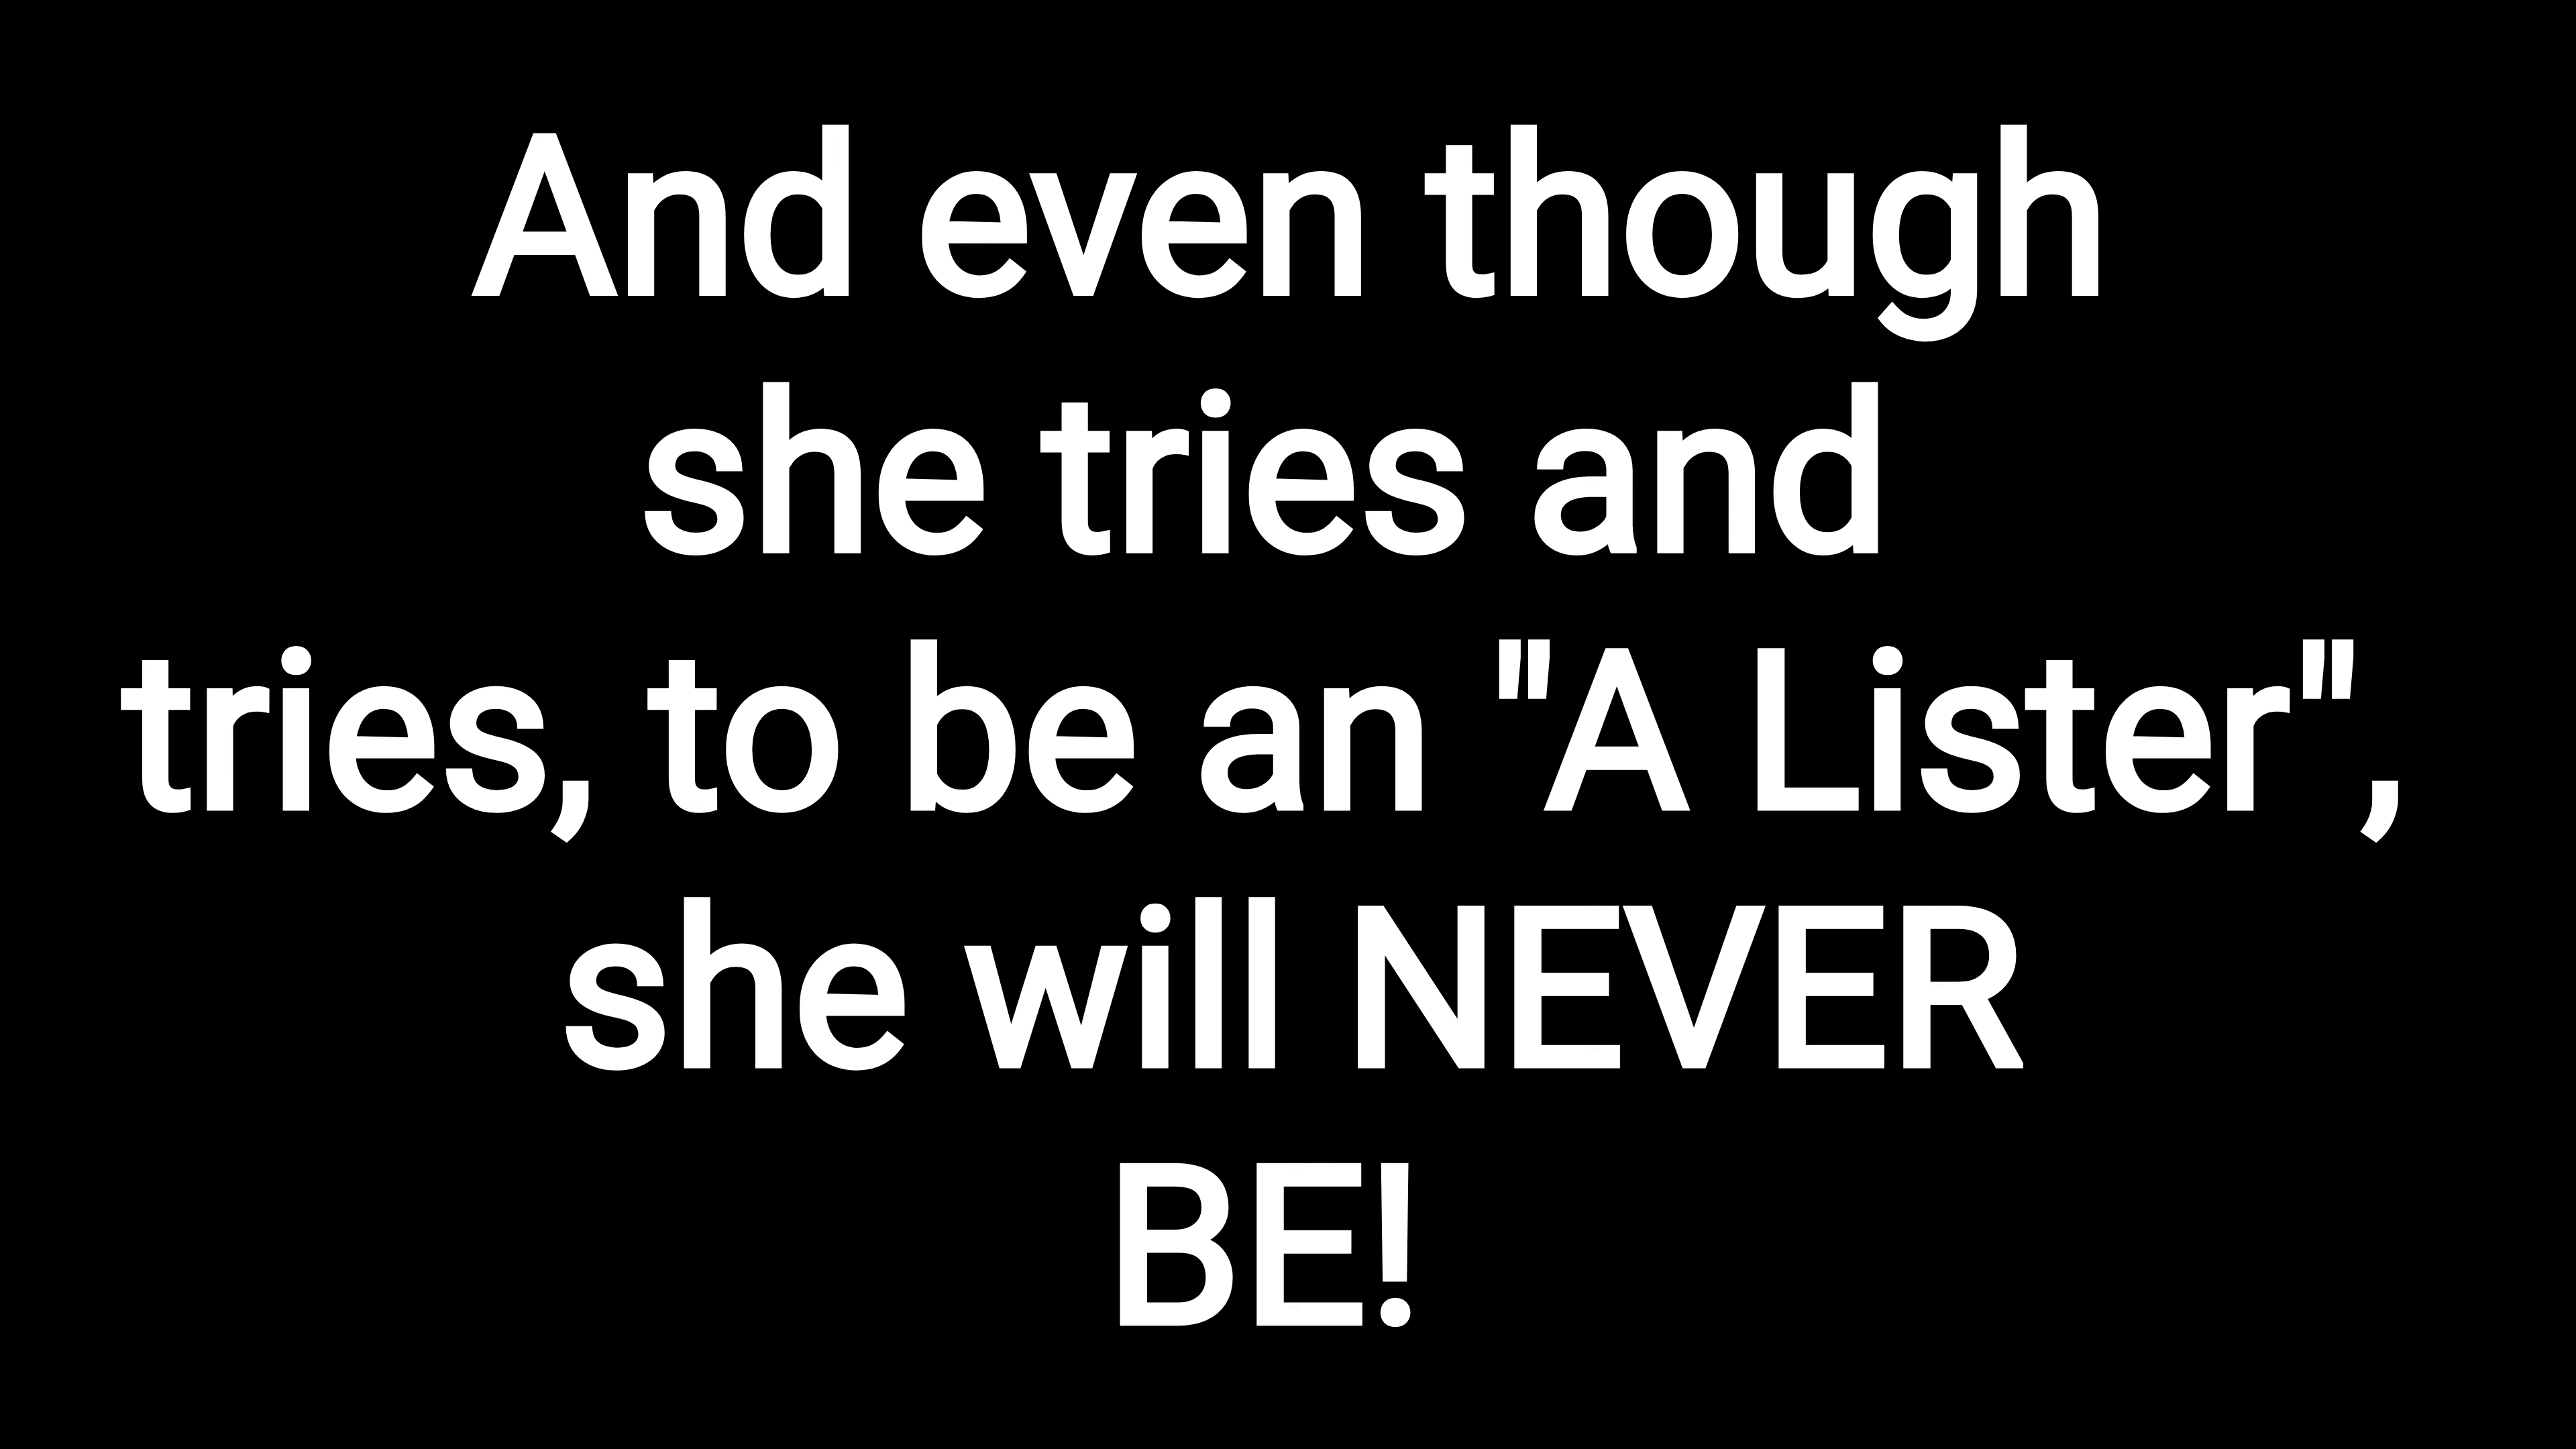 And even though
she tries and
tries, to be an "A Lister",
she will NEVER
BE!